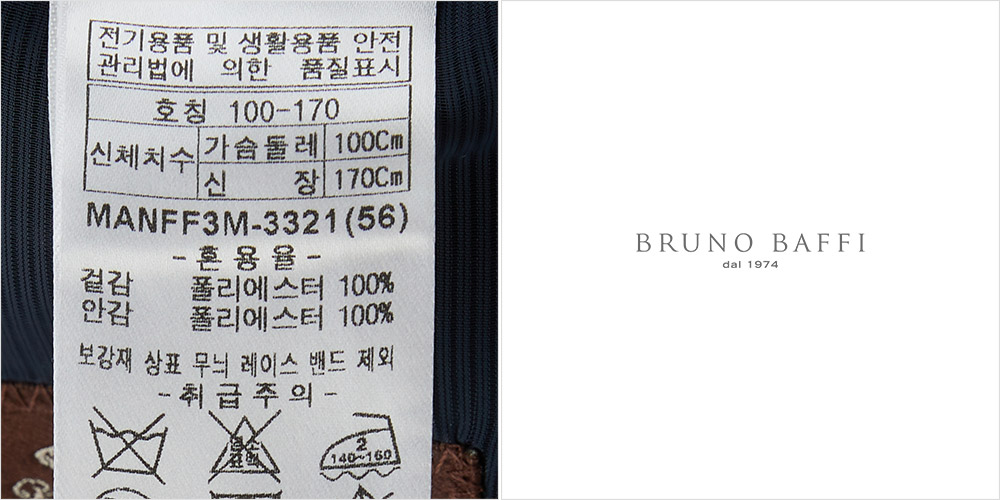 전기용품 및 생활용품 안전
관리법에 의한 품질표시
호칭 100-170
신체치수 가슴둘레 100Cm
신 장 170Cm
MANFF3M-3321(56)
-혼용율-
겉감 폴리에스터 100%
안감 폴리에스터 100%
보강재 상표 무늬 레이스 밴드 제외
-취급주의-
염소
표백
2
140~160
BRUNO BAFFI
dal 1974